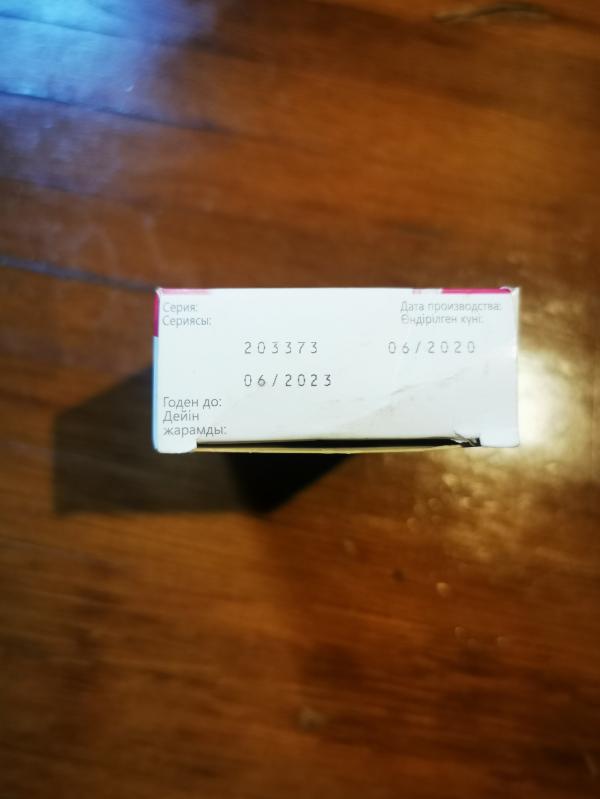 Серия:
Сериясы:
Дата производства:
Өндірілген күні:
203373
06/2020
06/2023
Годен до:
Дейін
жарамды: